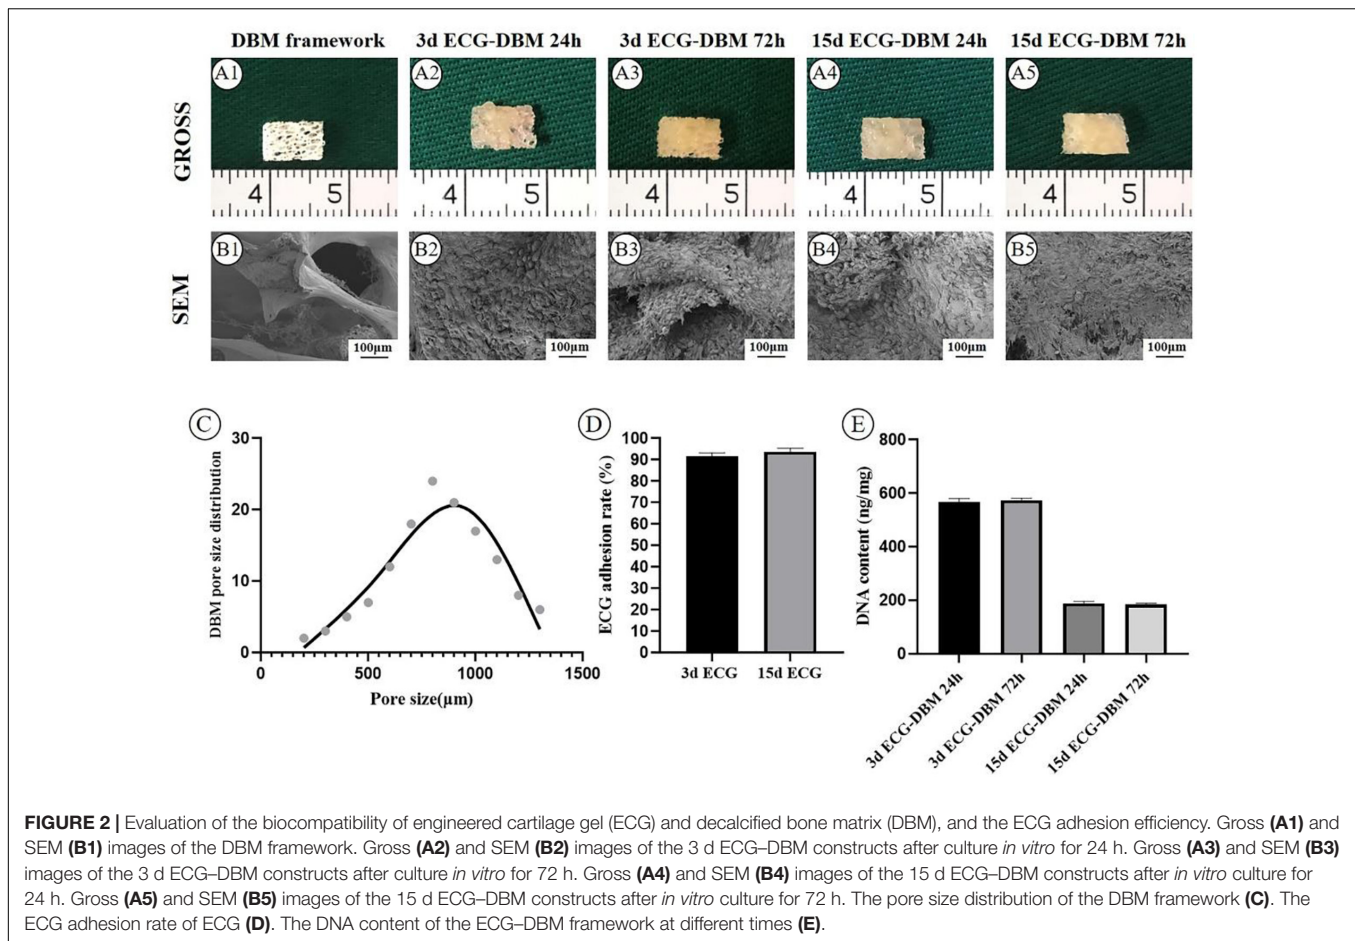 DBM framework 3d ECG-DBM 24h 3d ECG-DBM 72h 15d ECG-DBM 24h 15d ECG-DBM 72h
GROSS
A1 A2 A3 A4 A5
4 5 4 5 4 5 4 5 4 5
SEM
B1 B2 B3 B4 B5
100µm 100µm 100µm 100µm 100µm
C
DBM pore size distribution
30
20
10
0
0 500 1000 1500
Pore size(µm)
D
ECG adhesion rate (%)
100
90
80
70
60
50
40
30
20
10
0
3d ECG 15d ECG
E
DNA content (ng/mg)
800
600
400
200
0
3d ECG-DBM 24h
3d ECG-DBM 72h
15d ECG-DBM 24h
15d ECG-DBM 72h
FIGURE 2 | Evaluation of the biocompatibility of engineered cartilage gel (ECG) and decalcified bone matrix (DBM), and the ECG adhesion efficiency. Gross (A1) and
SEM (B1) images of the DBM framework. Gross (A2) and SEM (B2) images of the 3 d ECG–DBM constructs after culture in vitro for 24 h. Gross (A3) and SEM (B3)
images of the 3 d ECG–DBM constructs after culture in vitro for 72 h. Gross (A4) and SEM (B4) images of the 15 d ECG–DBM constructs after in vitro culture for
24 h. Gross (A5) and SEM (B5) images of the 15 d ECG–DBM constructs after in vitro culture for 72 h. The pore size distribution of the DBM framework (C). The
ECG adhesion rate of ECG (D). The DNA content of the ECG–DBM framework at different times (E).